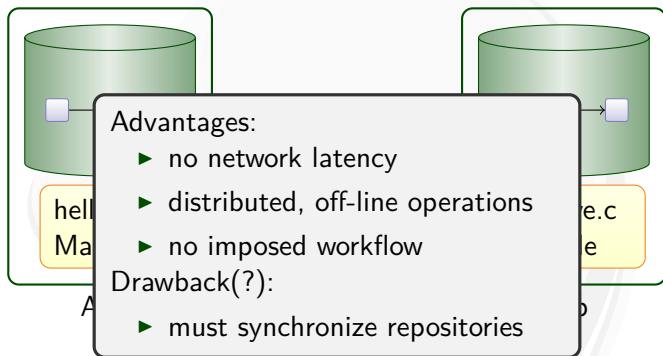 Advantages:
▶ no network latency
▶ distributed, off-line operations
▶ no imposed workflow
Drawback(?):
▶ must synchronize repositories